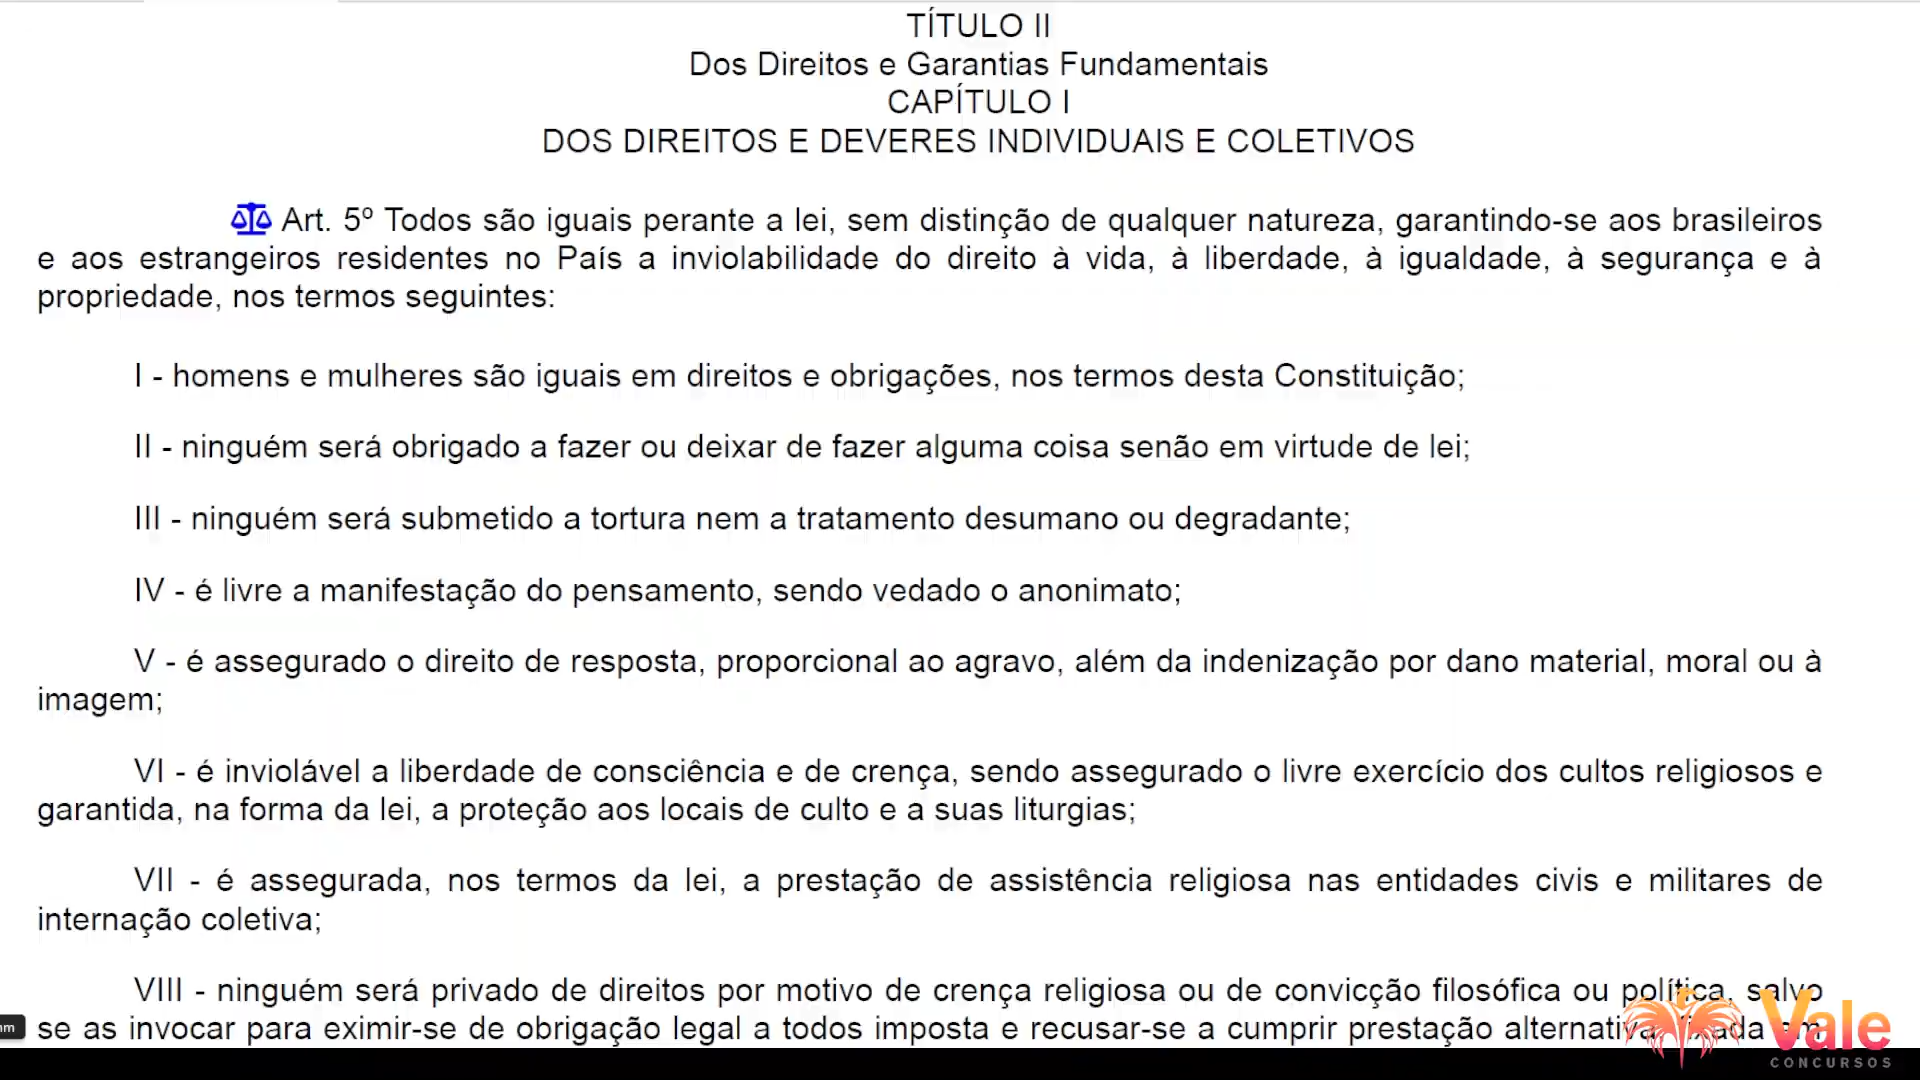 TÍTULO II
Dos Direitos e Garantias Fundamentais
CAPÍTULO I
DOS DIREITOS E DEVERES INDIVIDUAIS E COLETIVOS
Art. 5º Todos são iguais perante a lei, sem distinção de qualquer natureza, garantindo-se aos brasileiros
e aos estrangeiros residentes no País a inviolabilidade do direito à vida, à liberdade, à igualdade, à segurança e à
propriedade, nos termos seguintes:
I - homens e mulheres são iguais em direitos e obrigações, nos termos desta Constituição;
II - ninguém será obrigado a fazer ou deixar de fazer alguma coisa senão em virtude de lei;
III - ninguém será submetido a tortura nem a tratamento desumano ou degradante;
IV - é livre a manifestação do pensamento, sendo vedado o anonimato;
V - é assegurado o direito de resposta, proporcional ao agravo, além da indenização por dano material, moral ou à
imagem;
VI - é inviolável a liberdade de consciência e de crença, sendo assegurado o livre exercício dos cultos religiosos e
garantida, na forma da lei, a proteção aos locais de culto e a suas liturgias;
VII - é assegurada, nos termos da lei, a prestação de assistência religiosa nas entidades civis e militares de
internação coletiva;
VIII - ninguém será privado de direitos por motivo de crença religiosa ou de convicção filosófica ou política, salvo
se as invocar para eximir-se de obrigação legal a todos imposta e recusar-se a cumprir prestação alternativa, fixada em
Vale
CONCURSOS